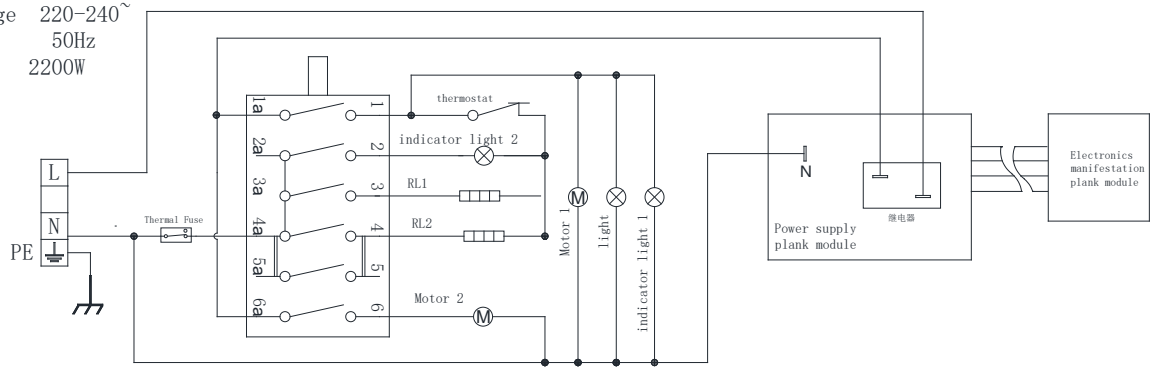 ge 220-240~
50Hz
2200W
L
N
PE
Thermal Fuse
1a
2a
3a
4a
5a
6a
1
2
3
4
5
6
thermostat
indicator light 2
RL1
RL2
Motor 2
M
M
Motor 1
light
indicator light 1
N
继电器
Power supply
plank module
Electronics
manifestation
plank module